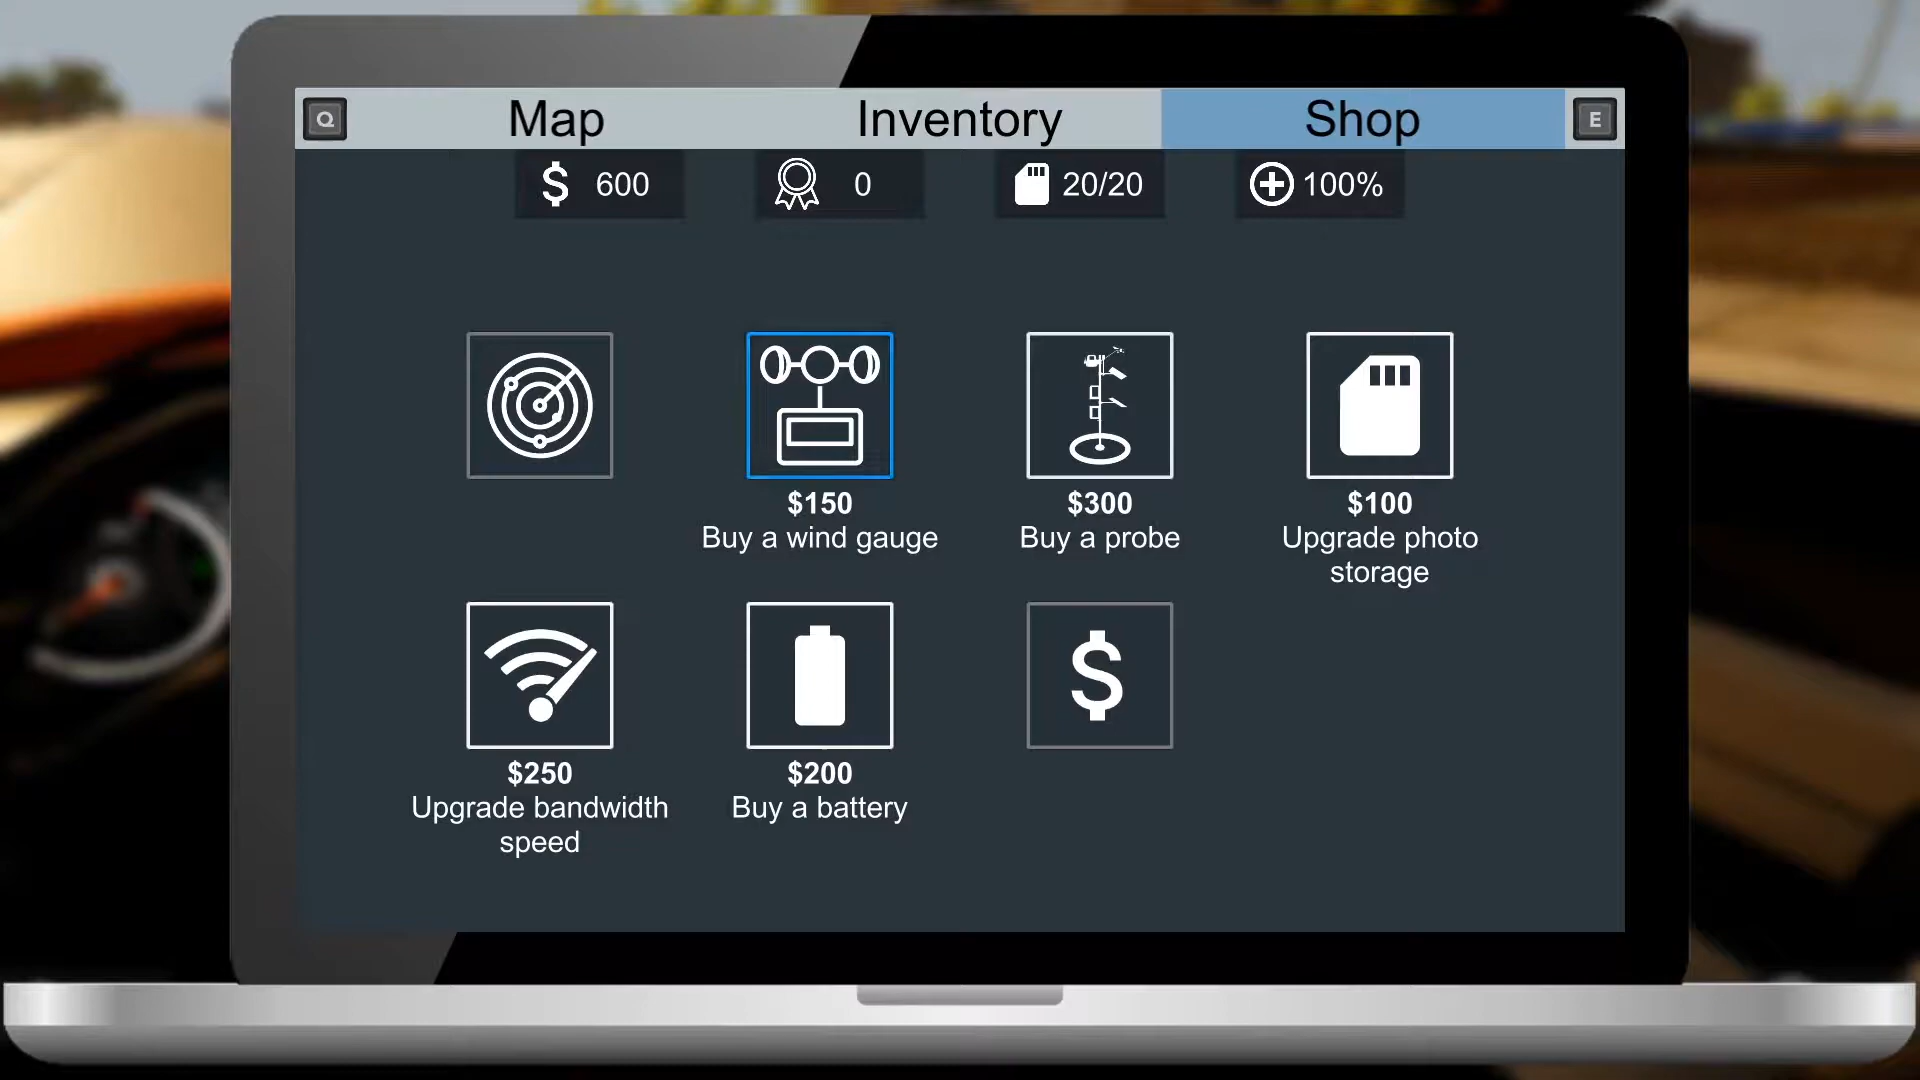 Q
Map
Inventory
Shop
E
$ 600
0
20/20
100%
$150
Buy a wind gauge
$300
Buy a probe
$100
Upgrade photo
storage
$
$250
Upgrade bandwidth
speed
$200
Buy a battery